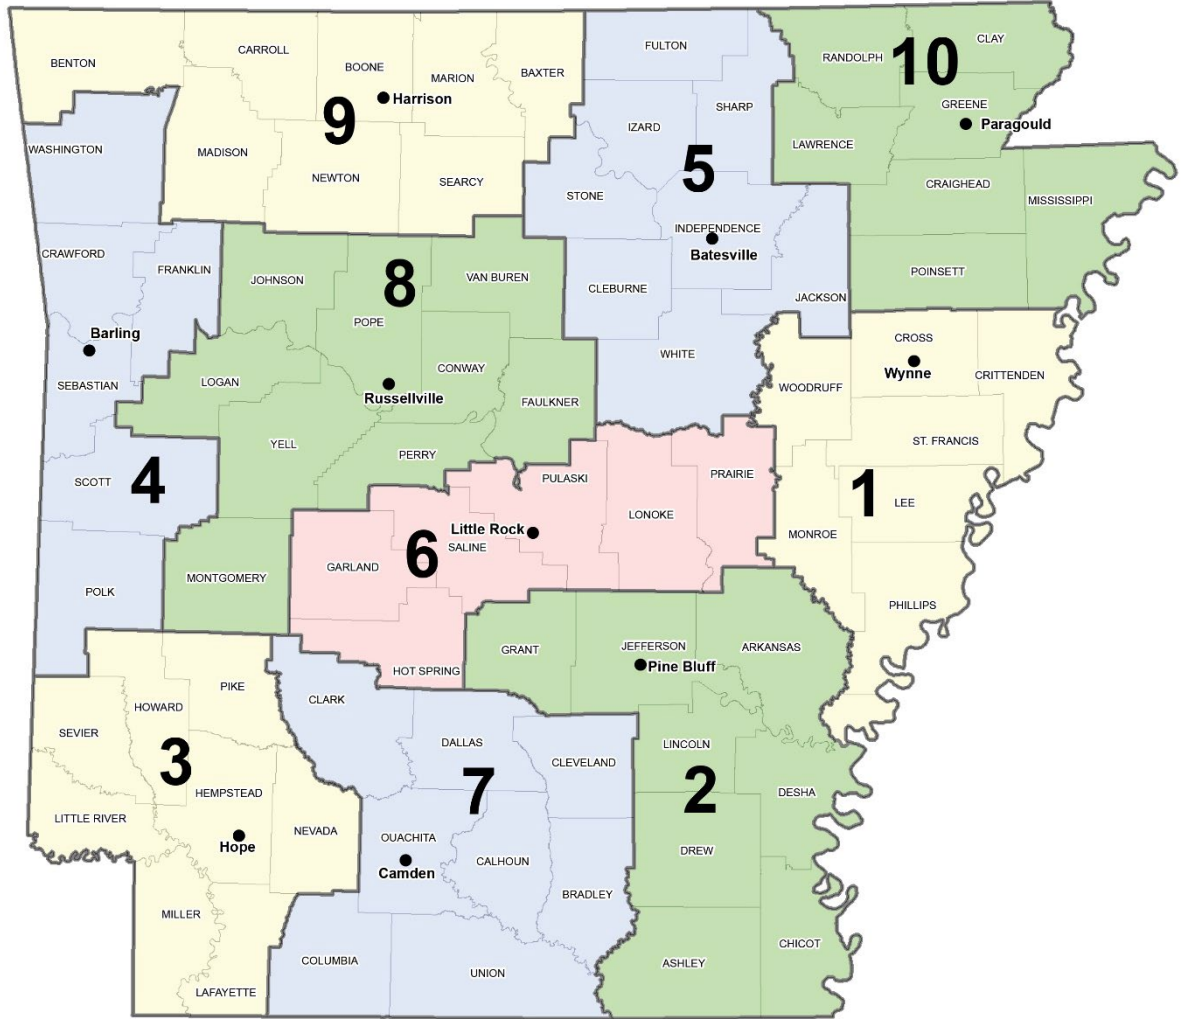 BENTON
CARROLL
BOONE
MARION
BAXTER
Harrison
9
WASHINGTON
MADISON
NEWTON
SEARCY
FULTON
SHARP
IZARD
5
STONE
INDEPENDENCE
Batesville
CLEBURNE
JACKSON
WHITE
RANDOLPH
10
CLAY
GREENE
Paragould
LAWRENCE
CRAIGHEAD
MISSISSIPPI
POINSETT
CRAWFORD
FRANKLIN
Barling
SEBASTIAN
4
SCOTT
POLK
JOHNSON
8
VAN BUREN
POPE
CONWAY
LOGAN
Russellville
FAULKNER
YELL
PERRY
MONTGOMERY
CROSS
Wynne
CRITTENDEN
WOODRUFF
ST. FRANCIS
1
LEE
MONROE
PHILLIPS
PULASKI
PRAIRIE
LONOKE
Little Rock
SALINE
6
GARLAND
HOT SPRING
GRANT
JEFFERSON
ARKANSAS
Pine Bluff
LINCOLN
2
DESHA
DREW
CHICOT
ASHLEY
PIKE
HOWARD
SEVIER
3
HEMPSTEAD
LITTLE RIVER
NEVADA
Hope
MILLER
LAFAYETTE
CLARK
DALLAS
CLEVELAND
7
OUACHITA
CALHOUN
Camden
BRADLEY
COLUMBIA
UNION